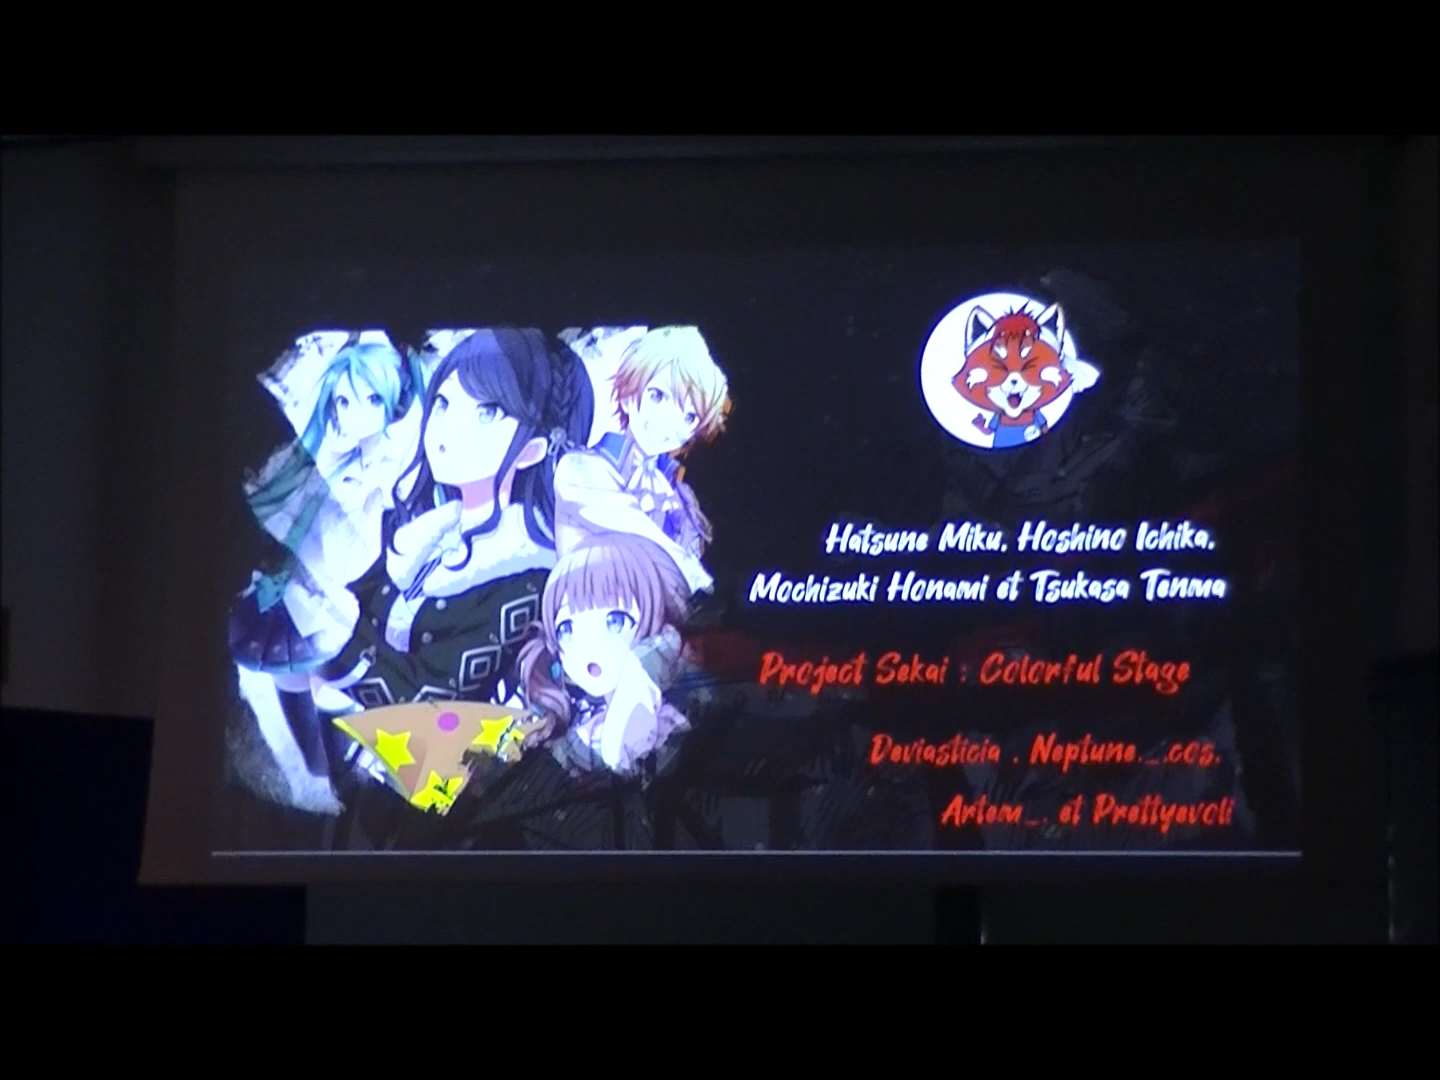 Hatsune Miku, Hoshino Ichika,
Mochizuki Honami et Tsukasa Tenma
Project Sekai : Colorful Stage
Deviasticia . Neptune._.cos.
Artem_. et Prettyevoli